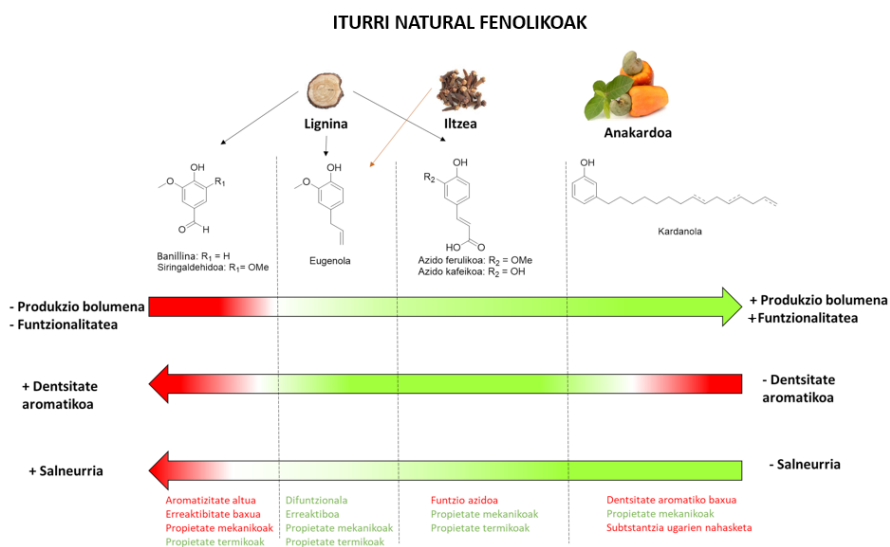 ITURRI NATURAL FENOLIKOAK
Lignina
Iltzea
Anakardoa
OH
O
R1
O
H
Banillina: R1 = H
Siringaldehidoa: R1= OMe
OH
O
Eugenola
OH
R2
HO
O
Azido ferulikoa: R2 = OMe
Azido kafeikoa: R2 = OH
OH
Kardanola
- Produkzio bolumena
- Funtzionalitatea
+ Produkzio bolumena
+Funtzionalitatea
+ Dentsitate
aromatikoa
- Dentsitate
aromatikoa
+ Salneurria
- Salneurria
Aromatizitate altua
Erreaktibitate baxua
Propietate mekanikoak
Propietate termikoak
Difuntzionala
Erreaktiboa
Propietate mekanikoak
Propietate termikoak
Funtzio azidoa
Propietate mekanikoak
Propietate termikoak
Dentsitate aromatiko baxua
Propietate mekanikoak
Subtstantzia ugarien nahasketa